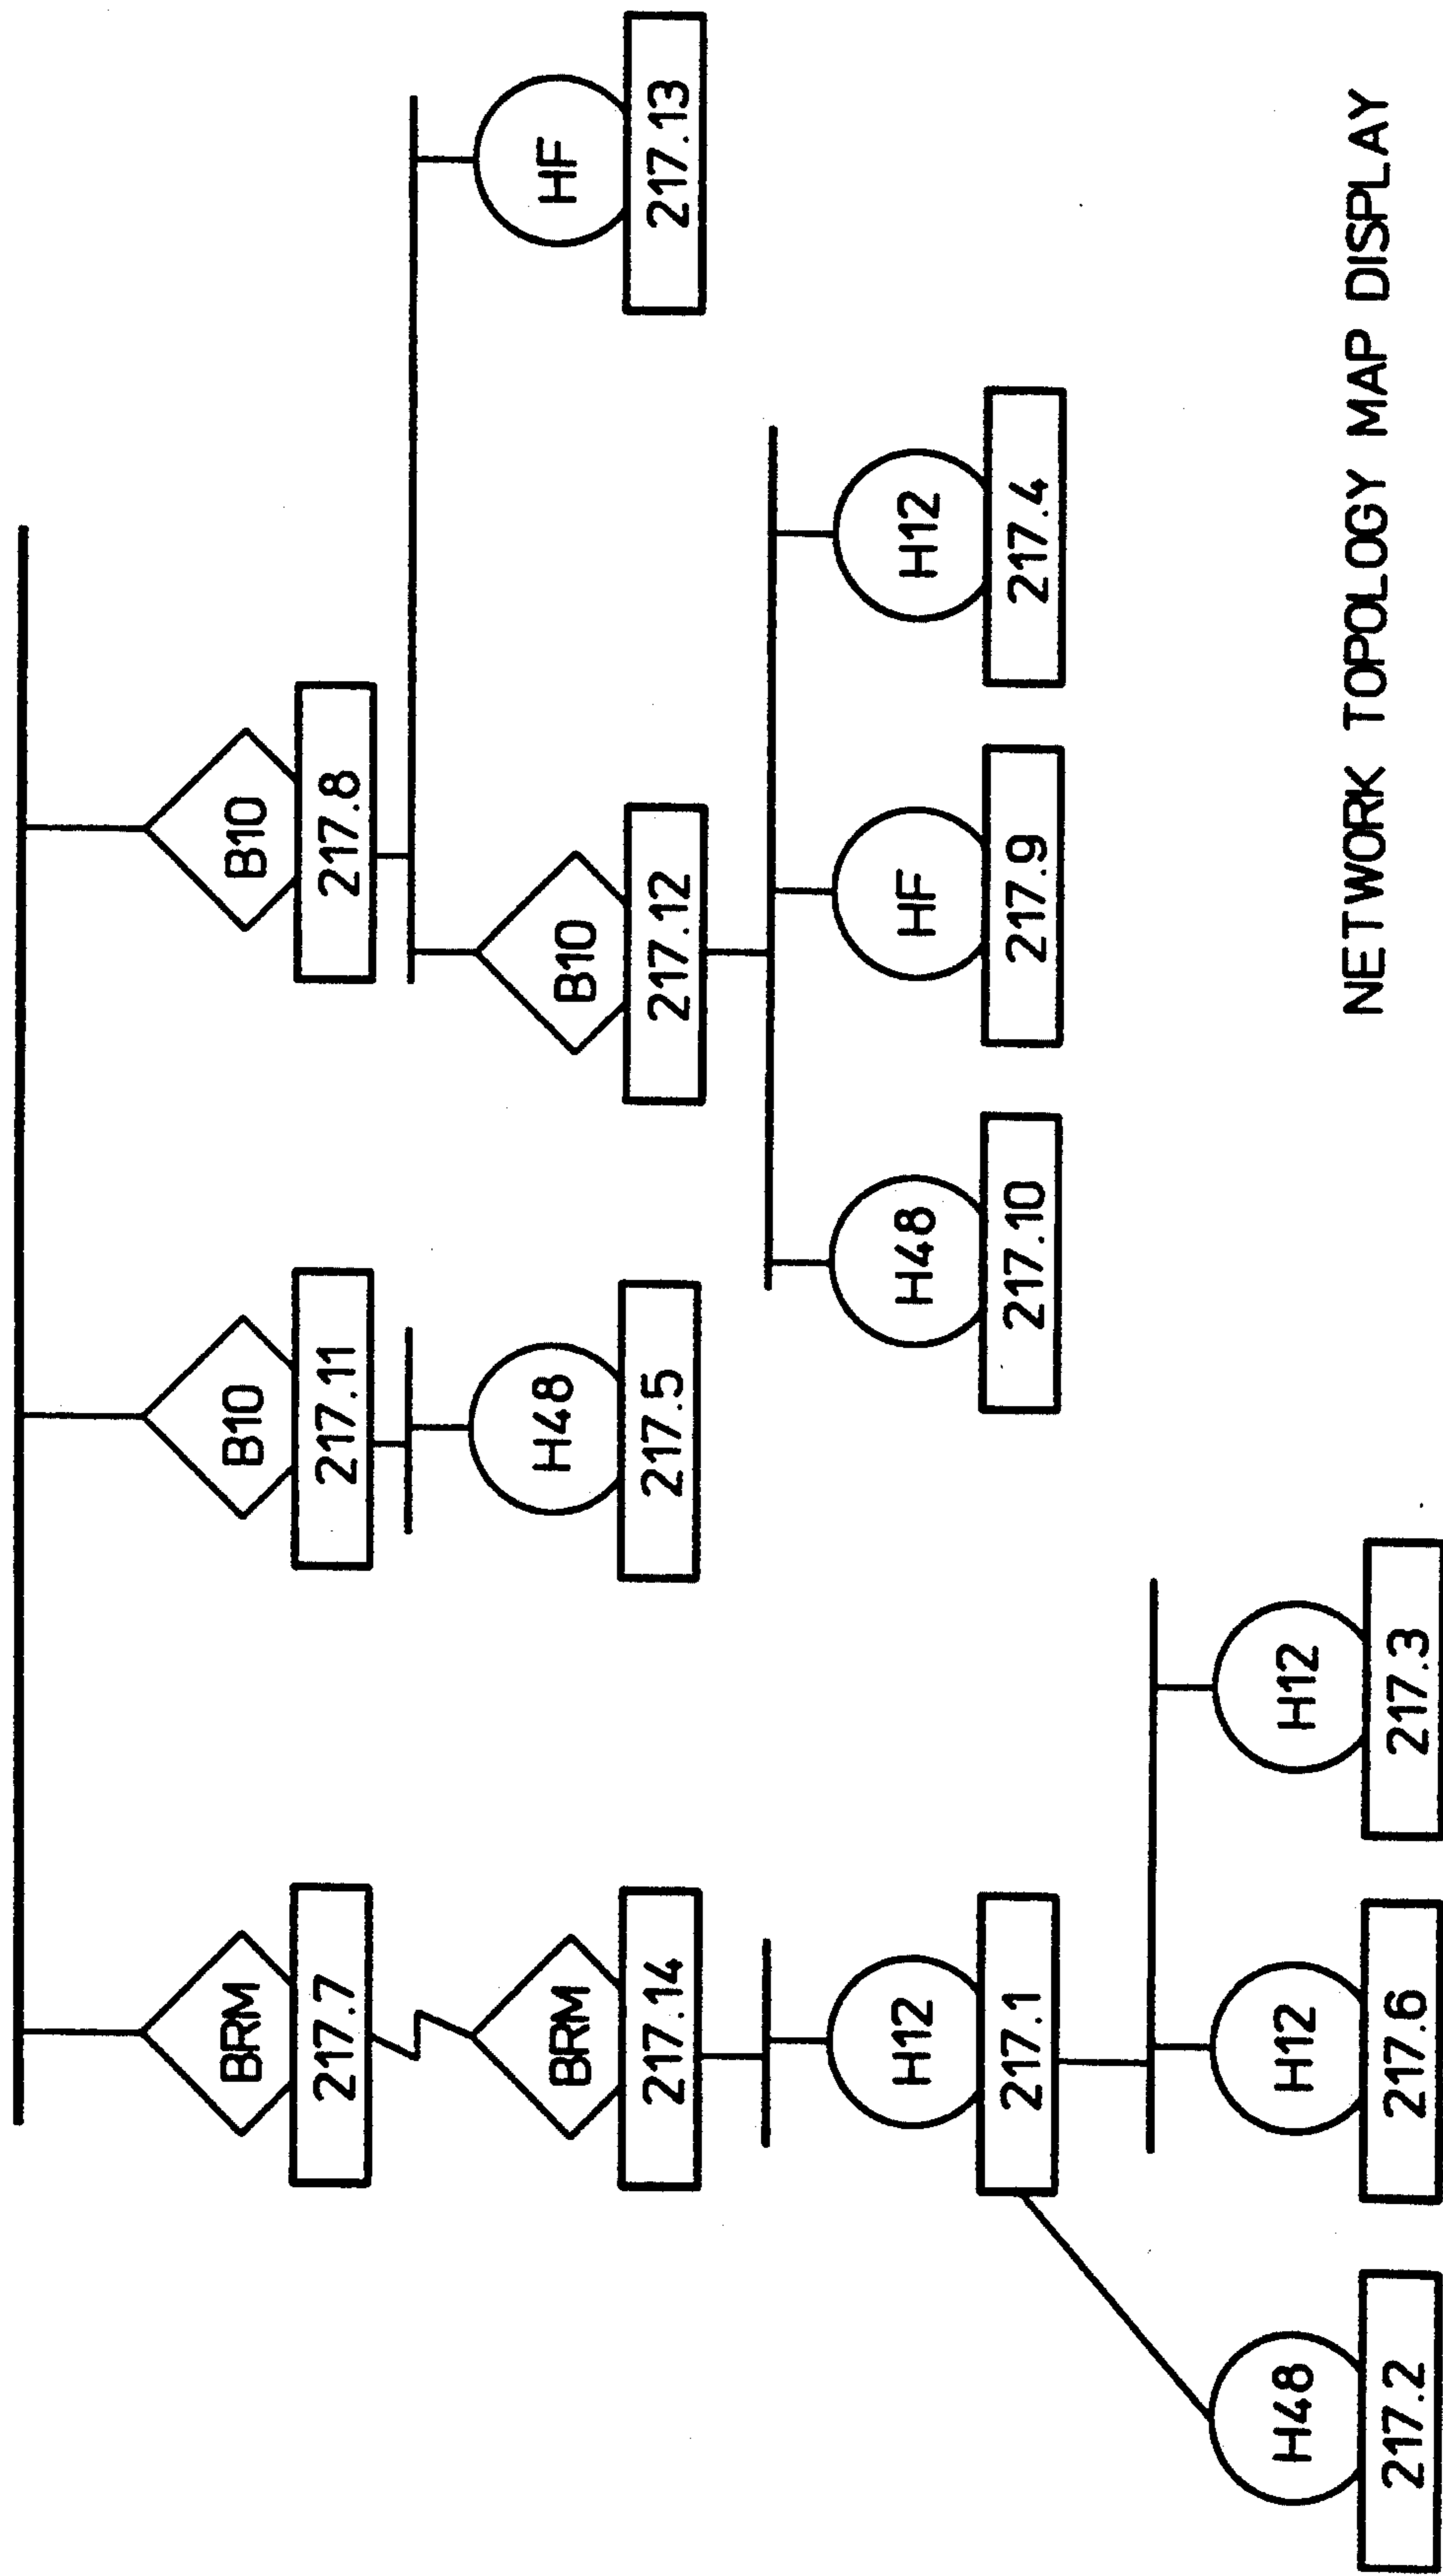 BRM
217.7
B10
217.11
B10
217.8
BRM
217.14
H48
217.5
B10
217.12
HF
217.13
H12
217.1
H48
217.10
HF
217.9
H12
217.4
H48
217.2
H12
217.6
H12
217.3
NETWORK TOPOLOGY MAP DISPLAY